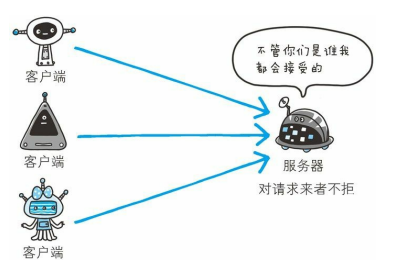 不管你们是谁我
都会接受的
客户端
客户端
服务器
对请求来者不拒
客户端